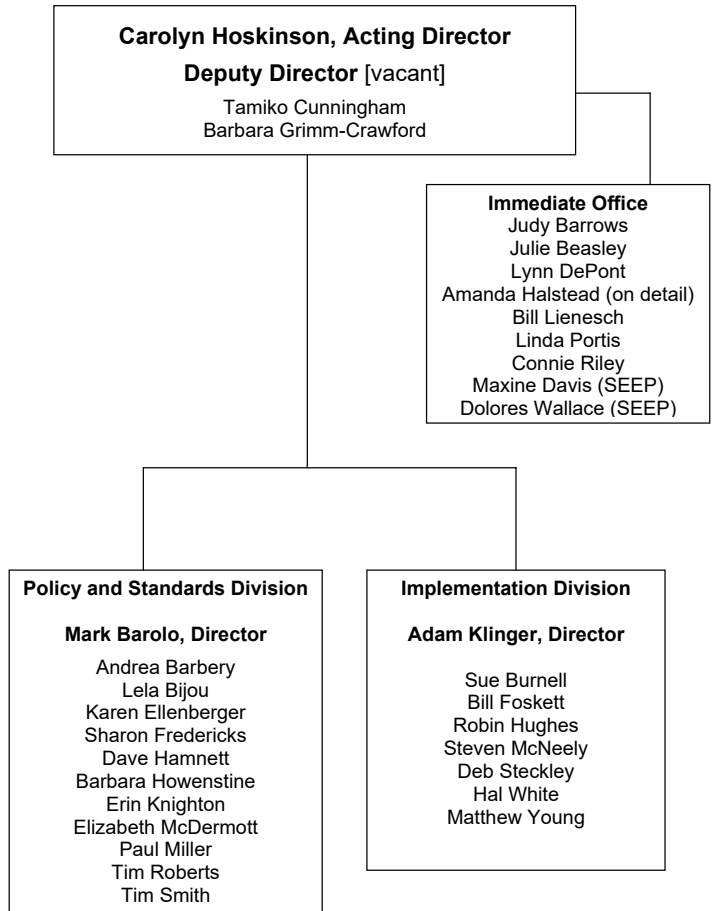 Carolyn Hoskinson, Acting Director
Deputy Director [vacant]
Tamiko Cunningham
Barbara Grimm-Crawford
Immediate Office
Judy Barrows
Julie Beasley
Lynn DePont
Amanda Halstead (on detail)
Bill Lienesch
Linda Portis
Connie Riley
Maxine Davis (SEEP)
Dolores Wallace (SEEP)
Policy and Standards Division
Mark Barolo, Director
Andrea Barbery
Lela Bijou
Karen Ellenberger
Sharon Fredericks
Dave Hamnett
Barbara Howenstine
Erin Knighton
Elizabeth McDermott
Paul Miller
Tim Roberts
Tim Smith
Implementation Division
Adam Klinger, Director
Sue Burnell
Bill Foskett
Robin Hughes
Steven McNeely
Deb Steckley
Hal White
Matthew Young